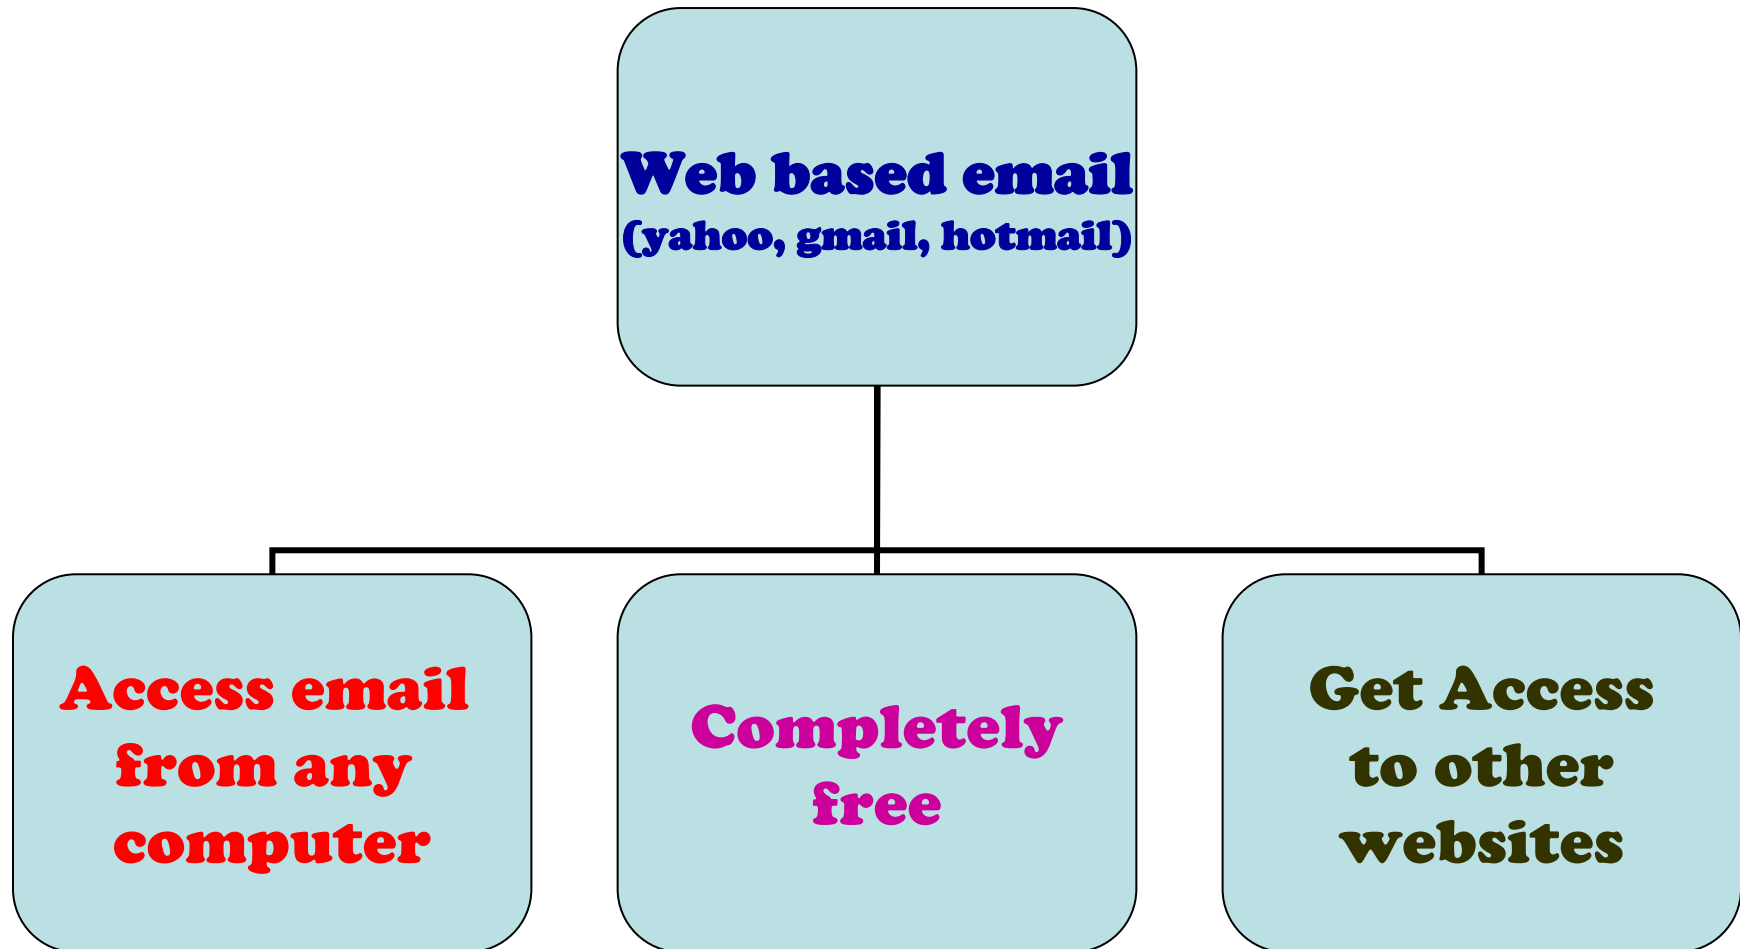 Web based email
(yahoo, gmail, hotmail)
Access email
from any
computer
Completely
free
Get Access
to other
websites